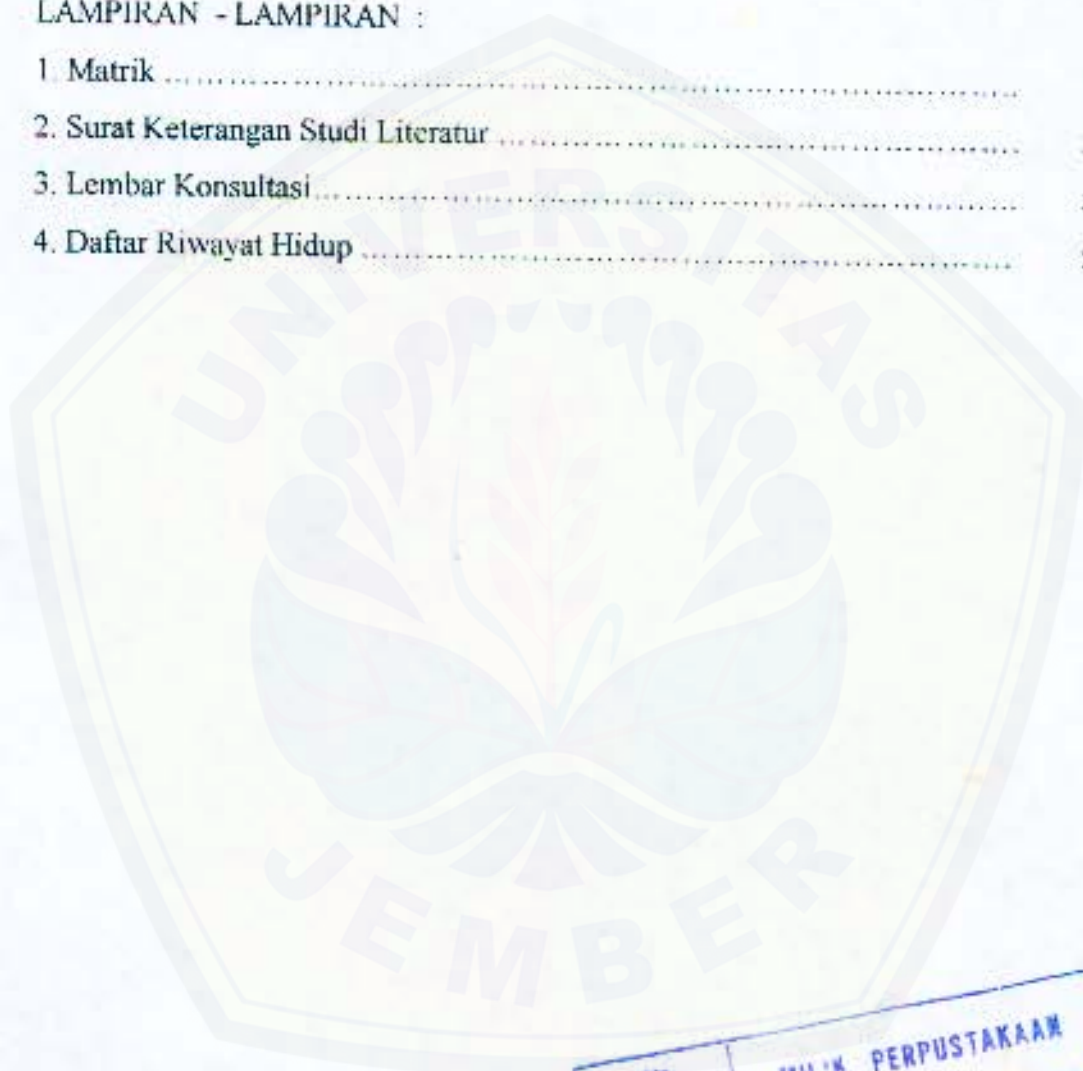 LAMPIRAN - LAMPIRAN :
1. Matrik ............................................................
2. Surat Keterangan Studi Literatur ............................................................
3. Lembar Konsultasi ............................................................
4. Daftar Riwayat Hidup ............................................................
UNIVERSITAS
JEMBER
MILIK PERPUSTAKAAN